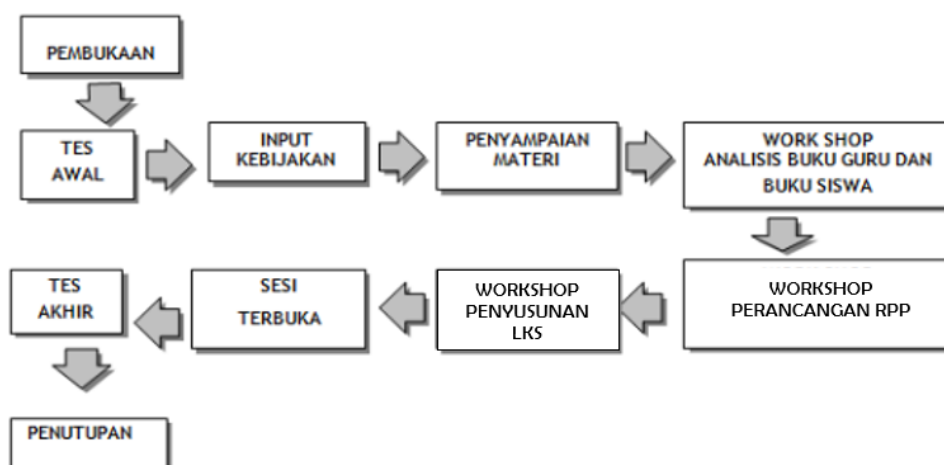 PEMBUKAAN
TES
AWAL
INPUT
KEBIJAKAN
PENYAMPAIAN
MATERI
WORK SHOP
ANALISIS BUKU GURU DAN
BUKU SISWA
WORKSHOP
PERANCANGAN RPP
WORKSHOP
PENYUSUNAN
LKS
SESI
TERBUKA
TES
AKHIR
PENUTUPAN